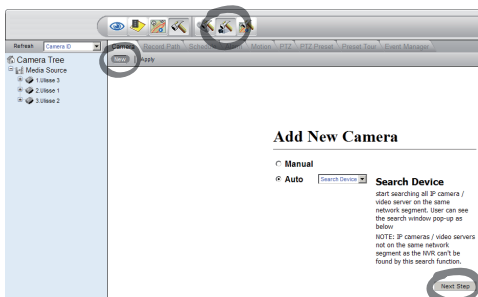 Refresh Camera ID
Camera Record Path Schedule Motion PTZ PTZ Preset Preset Tour Event Manager
New | Apply
Camera Tree
Media Source
1.Ulisse 3
2.Ulisse 1
3.Ulisse 2
Add New Camera
Manual
Auto Search Device
Search Device
start searching all IP camera /
video server on the same
network segment. User can see
the search window pop-up as
below
NOTE: IP cameras / video servers
not on the same network
segment as the NVR can't be
found by this search function.
Next Step